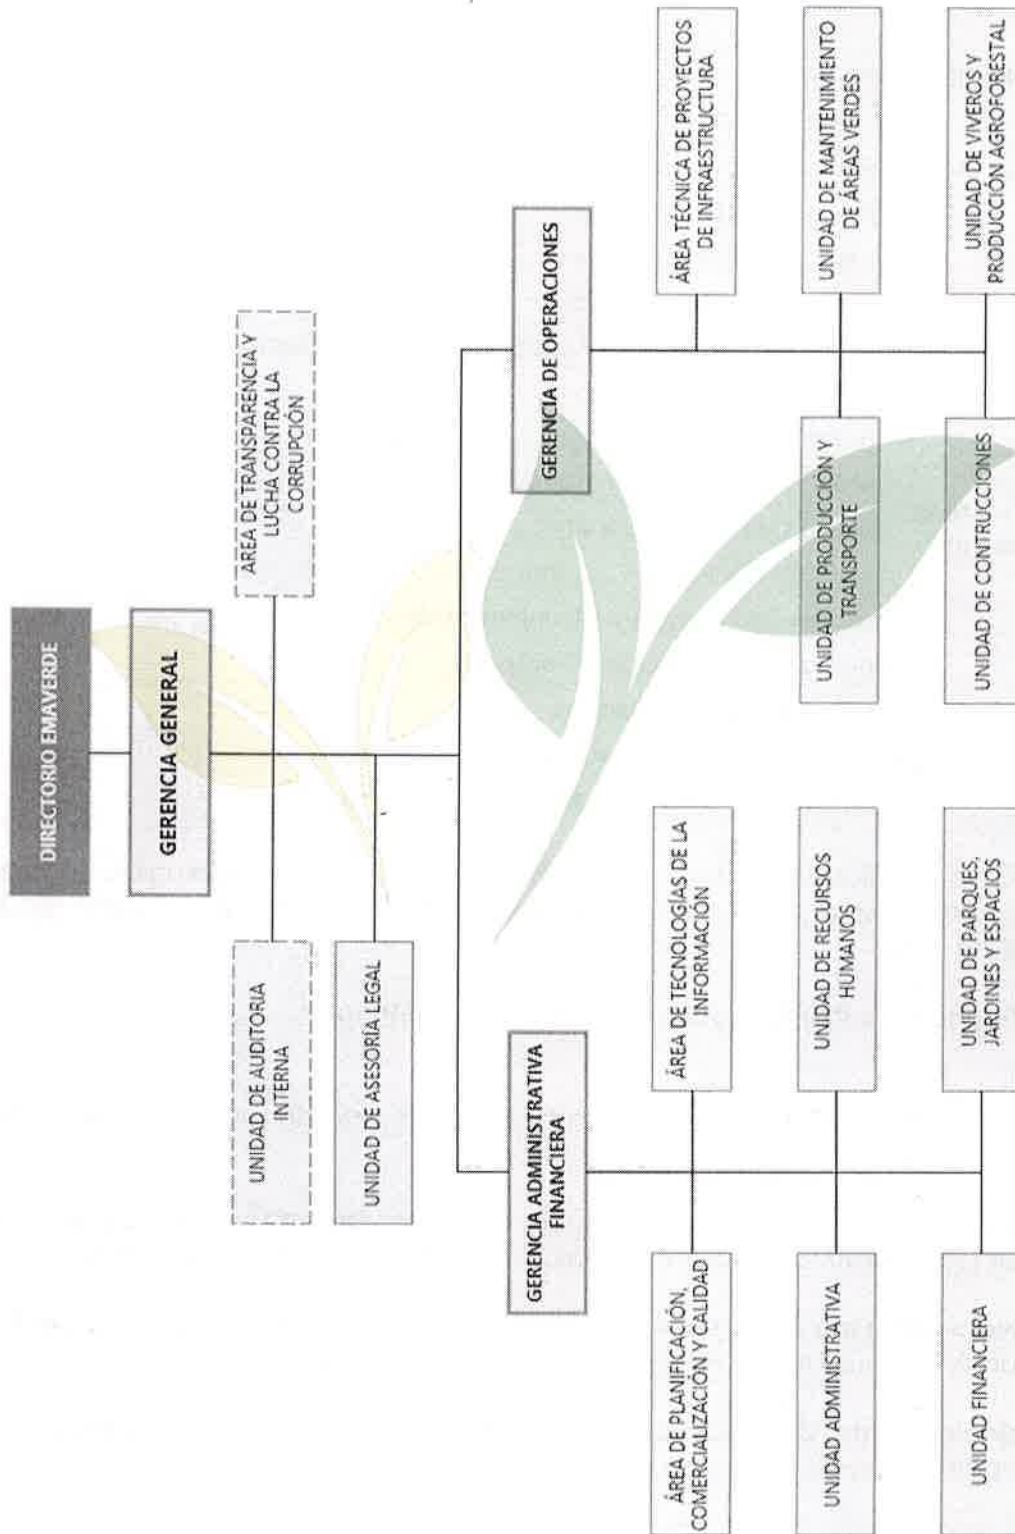 DIRECTORIO EMAVERDE
GERENCIA GENERAL
UNIDAD DE AUDITORIA
INTERNA
AREA DE TRANSPARENCIA Y
LUCHA CONTRA LA
CORRUPCIÓN
UNIDAD DE ASESORÍA LEGAL
GERENCIA ADMINISTRATIVA
FINANCIERA
GERENCIA DE OPERACIONES
ÁREA DE PLANIFICACIÓN,
COMERCIALIZACIÓN Y CALIDAD
ÁREA DE TECNOLOGÍAS DE LA
INFORMACIÓN
ÁREA TÉCNICA DE PROYECTOS
DE INFRAESTRUCTURA
UNIDAD ADMINISTRATIVA
UNIDAD DE RECURSOS
HUMANOS
UNIDAD DE PRODUCCION Y
TRANSPORTE
UNIDAD DE MANTENIMIENTO
DE ÁREAS VERDES
UNIDAD FINANCIERA
UNIDAD DE PARQUES,
JARDINES Y ESPACIOS
UNIDAD DE CONTRUCCIONES
UNIDAD DE VIVEROS Y
PRODUCCIÓN AGROFORESTAL